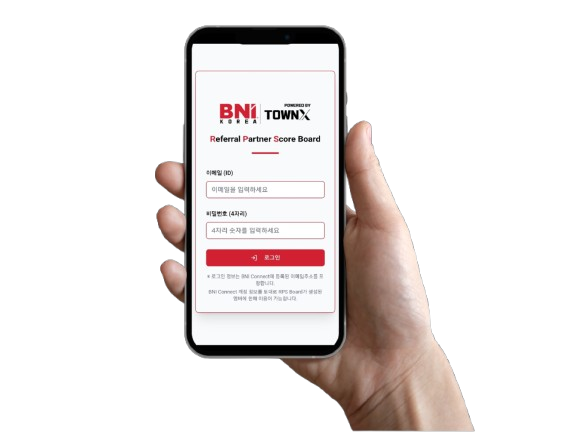 BNI KOREA
POWERED BY
TOWNX
Referral Partner Score Board
이메일 (ID)
이메일을 입력하세요
비밀번호 (4자리)
4자리 숫자를 입력하세요
로그인
※ 로그인 정보는 BNI Connect에 등록된 이메일주소를 포
함합니다.
BNI Connect 계정 정보를 토대로 RPS Board가 생성된
멤버에 한해 이용이 가능합니다.